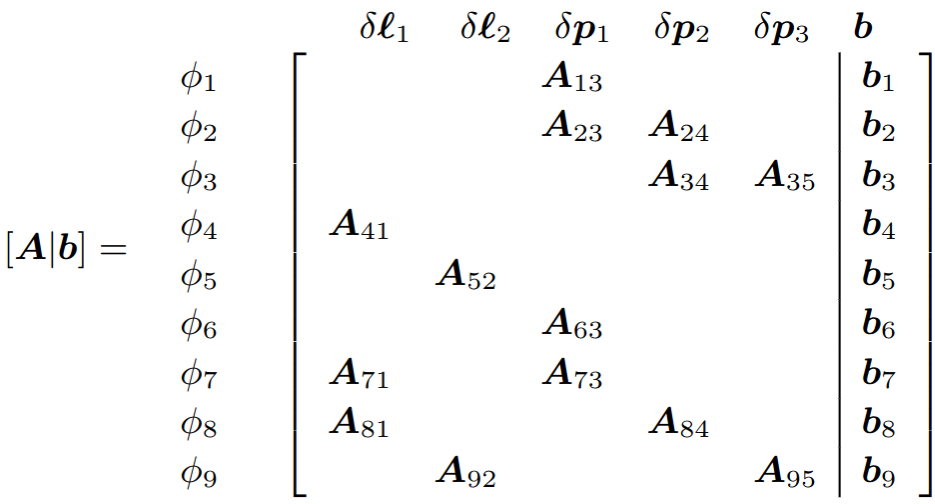 δℓ₁ δℓ₂ δp₁ δp₂ δp₃ b
ϕ₁ A₁₃ b₁
ϕ₂ A₂₃ A₂₄ b₂
ϕ₃ A₃₄ A₃₅ b₃
ϕ₄ A₄₁ b₄
[A|b] =
ϕ₅ A₅₂ b₅
ϕ₆ A₆₃ b₆
ϕ₇ A₇₁ A₇₃ b₇
ϕ₈ A₈₁ A₈₄ b₈
ϕ₉ A₉₂ A₉₅ b₉